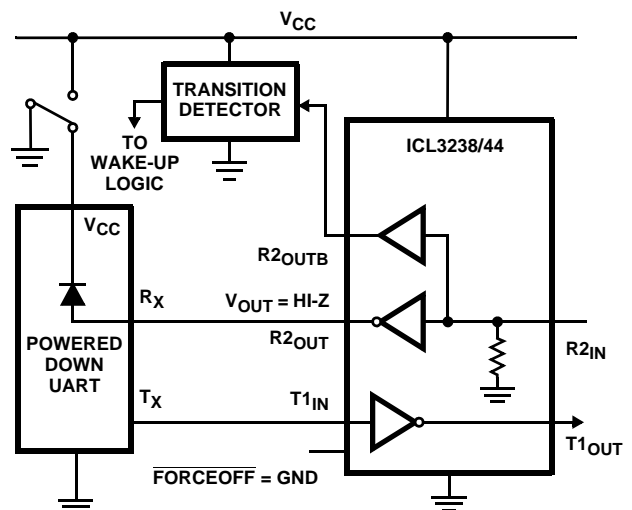 VCC
TRANSITION
DETECTOR
TO
WAKE-UP
LOGIC
ICL3238/44
VCC
R2OUTB
RX
VOUT = HI-Z
POWERED
DOWN
UART
R2OUT
R2IN
TX
T1IN
T1OUT
FORCEOFF = GND